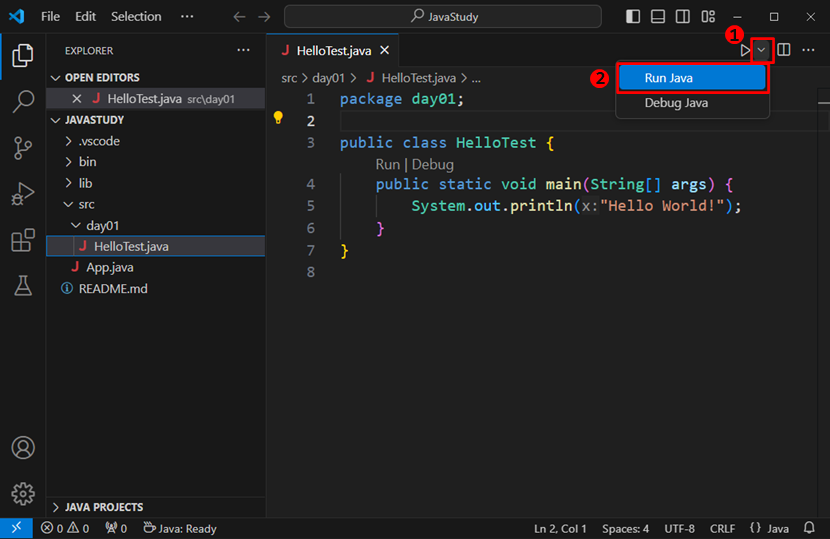 File Edit Selection ··· JavaStudy
EXPLORER ···
OPEN EDITORS
HelloTest.java src\day01
JAVASTUDY
.vscode
bin
lib
src
day01
J HelloTest.java
J App.java
README.md
JAVA PROJECTS
J HelloTest.java
1
···
src > day01 > J HelloTest.java > ...
2 Run Java
Debug Java
1 package day01;
2
3 public class HelloTest {
Run | Debug
4 public static void main(String[] args) {
5 System.out.println(x:"Hello World!");
6 }
7 }
8
0 0 0 Java: Ready Ln 2, Col 1 Spaces: 4 UTF-8 CRLF {} Java